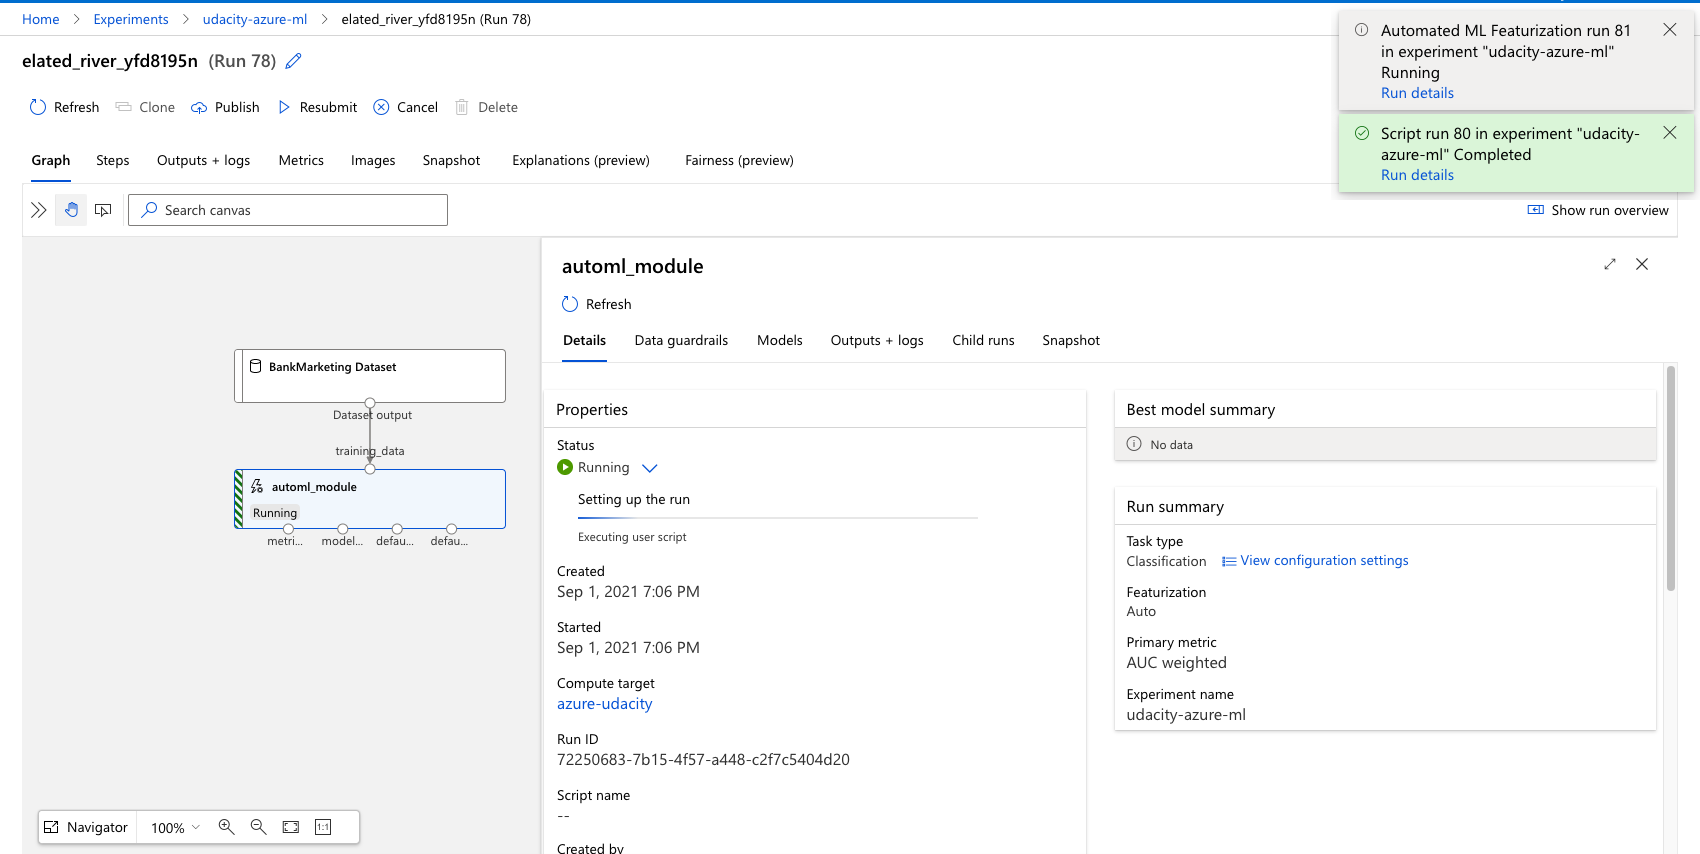 Home > Experiments > udacity-azure-ml > elated_river_yfd8195n (Run 78)
elated_river_yfd8195n (Run 78)
Refresh Clone Publish Resubmit Cancel Delete
Graph Steps Outputs + logs Metrics Images Snapshot Explanations (preview) Fairness (preview)
Search canvas
Show run overview
Automated ML Featurization run 81
in experiment "udacity-azure-ml"
Running
Run details
Script run 80 in experiment "udacity-
azure-ml" Completed
Run details
BankMarketing Dataset
Dataset output
training_data
automl_module
Running
metri... model... defau... defau...
Navigator 100% 1:1
automl_module
Refresh
Details Data guardrails Models Outputs + logs Child runs Snapshot
Properties
Status
Running
Setting up the run
Executing user script
Created
Sep 1, 2021 7:06 PM
Started
Sep 1, 2021 7:06 PM
Compute target
azure-udacity
Run ID
72250683-7b15-4f57-a448-c2f7c5404d20
Script name
--
Created by
Best model summary
No data
Run summary
Task type
Classification View configuration settings
Featurization
Auto
Primary metric
AUC weighted
Experiment name
udacity-azure-ml